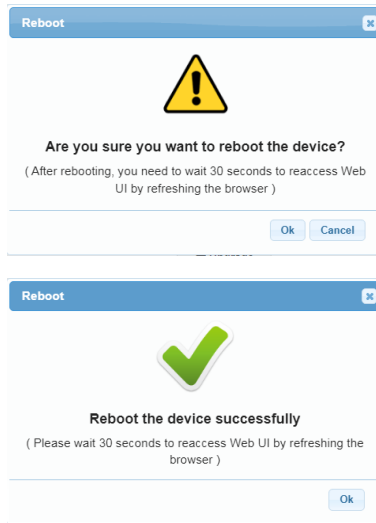 Reboot
Are you sure you want to reboot the device?
( After rebooting, you need to wait 30 seconds to reaccess Web
UI by refreshing the browser )
Ok Cancel
Reboot
Reboot the device successfully
( Please wait 30 seconds to reaccess Web UI by refreshing the
browser )
Ok